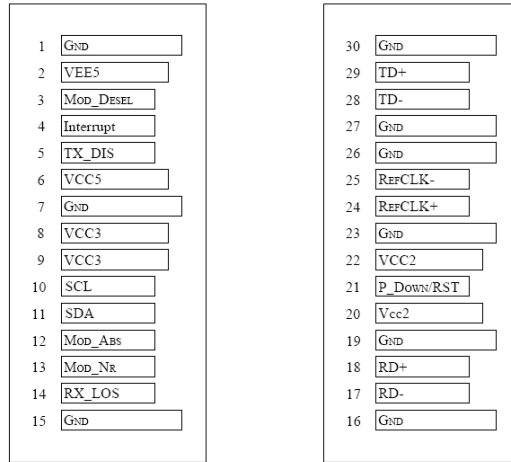 1 GND
2 VEE5
3 MOD_DESEL
4 Interrupt
5 TX_DIS
6 VCC5
7 GND
8 VCC3
9 VCC3
10 SCL
11 SDA
12 MOD_ABS
13 MOD_NR
14 RX_LOS
15 GND
30 GND
29 TD+
28 TD-
27 GND
26 GND
25 REFCLK-
24 REFCLK+
23 GND
22 VCC2
21 P_DOWN/RST
20 VCC2
19 GND
18 RD+
17 RD-
16 GND